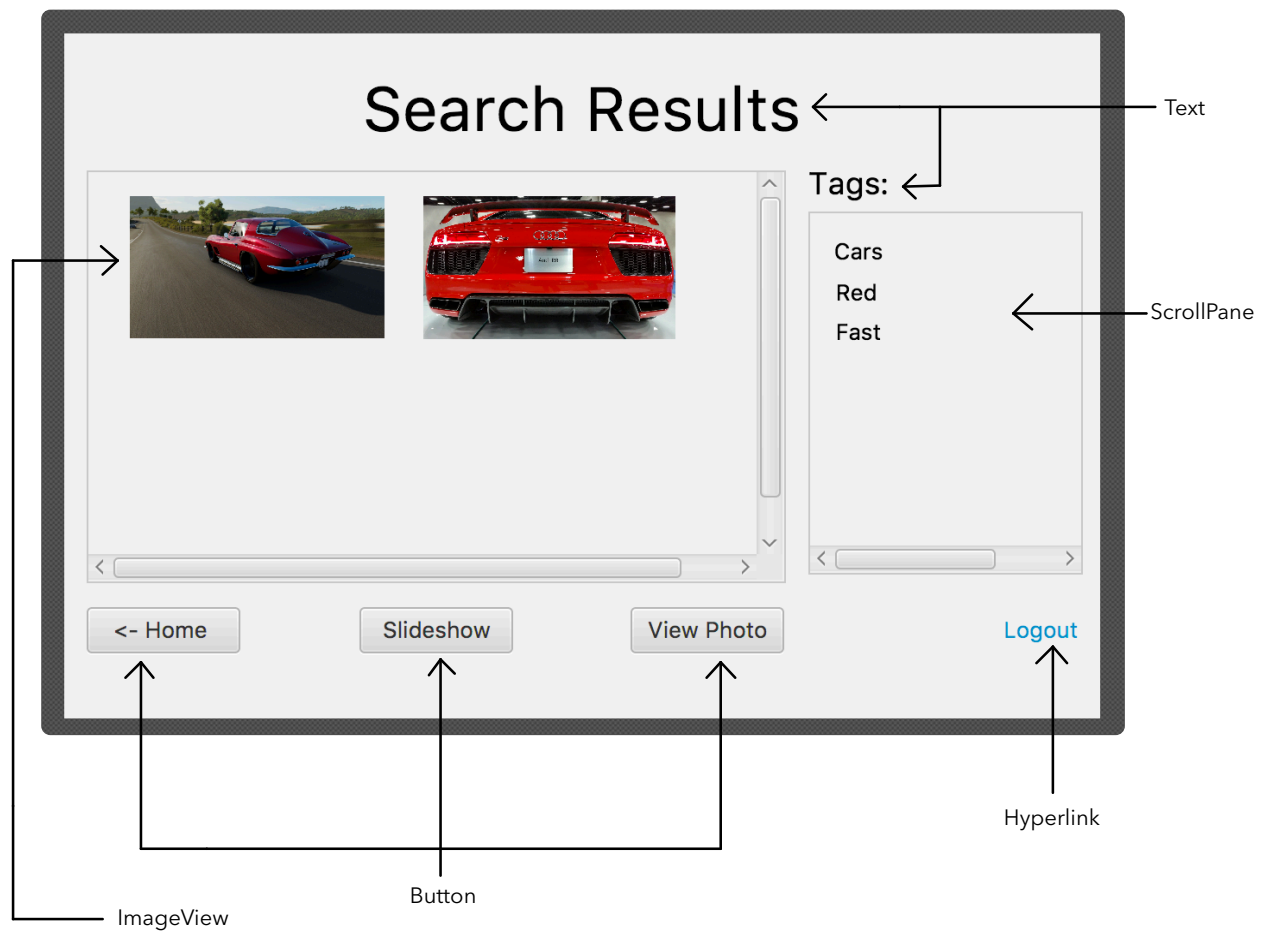 Search Results
Text
Tags:
Cars
Red
Fast
ScrollPane
<- Home
Slideshow
View Photo
Logout
Hyperlink
Button
ImageView